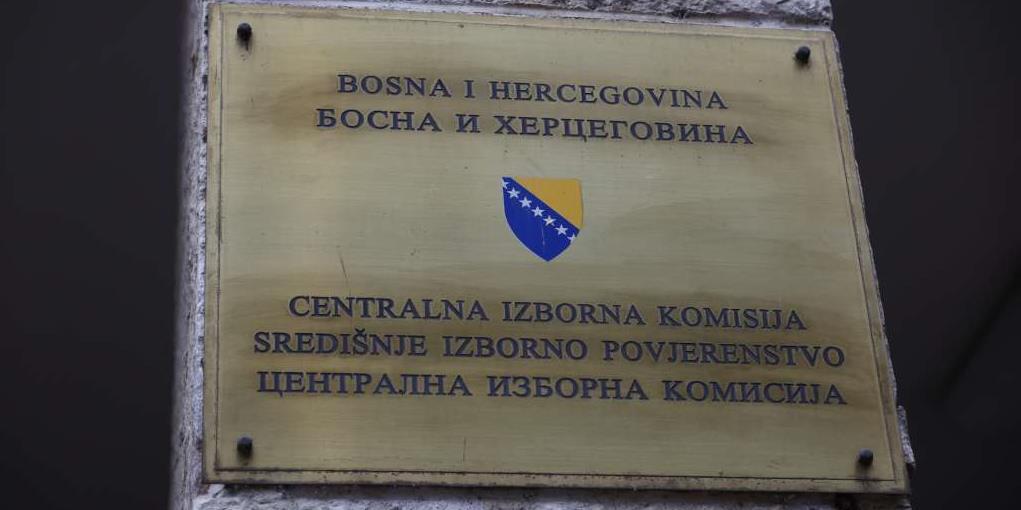 BOSNA I HERCEGOVINA
БОСНА И ХЕРЦЕГОВИНА
CENTRALNA IZBORNA KOMISIJA
SREDIŠNJE IZBORNO POVJERENSTVO
ЦЕНТРАЛНА ИЗБОРНА КОМИСИЈА